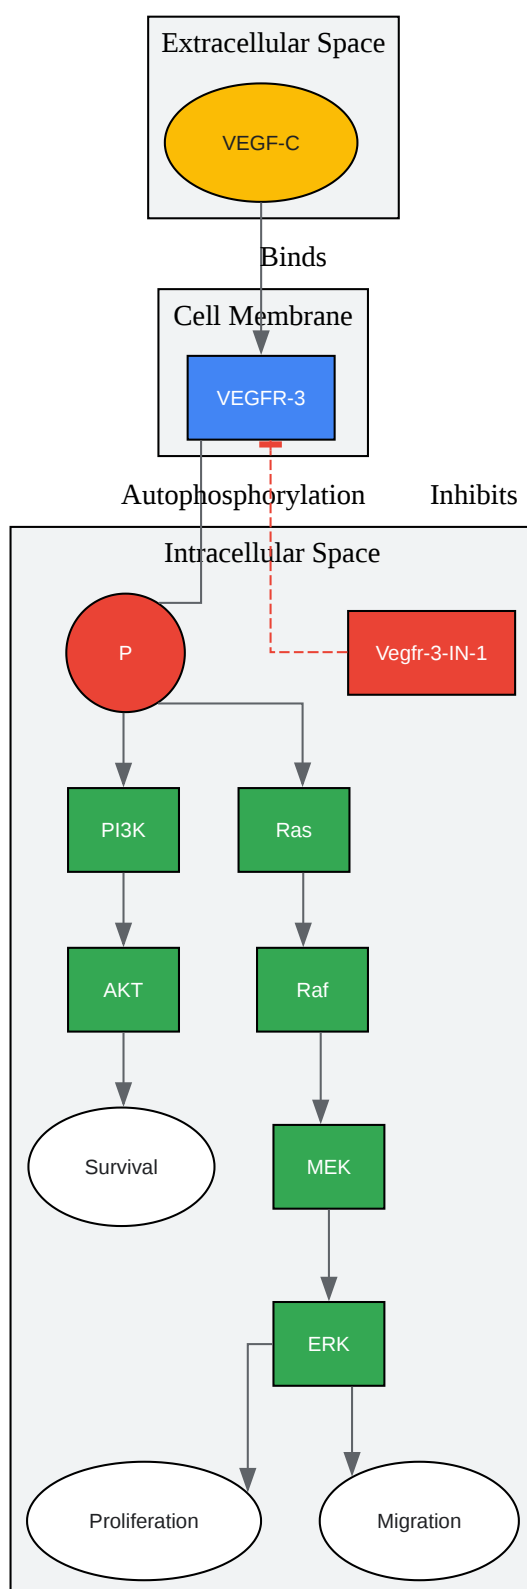 Extracellular Space
VEGF-C
Binds
Cell Membrane
VEGFR-3
Autophosphorylation
Inhibits
Intracellular Space
P
Vegfr-3-IN-1
PI3K
Ras
AKT
Raf
Survival
MEK
ERK
Proliferation
Migration